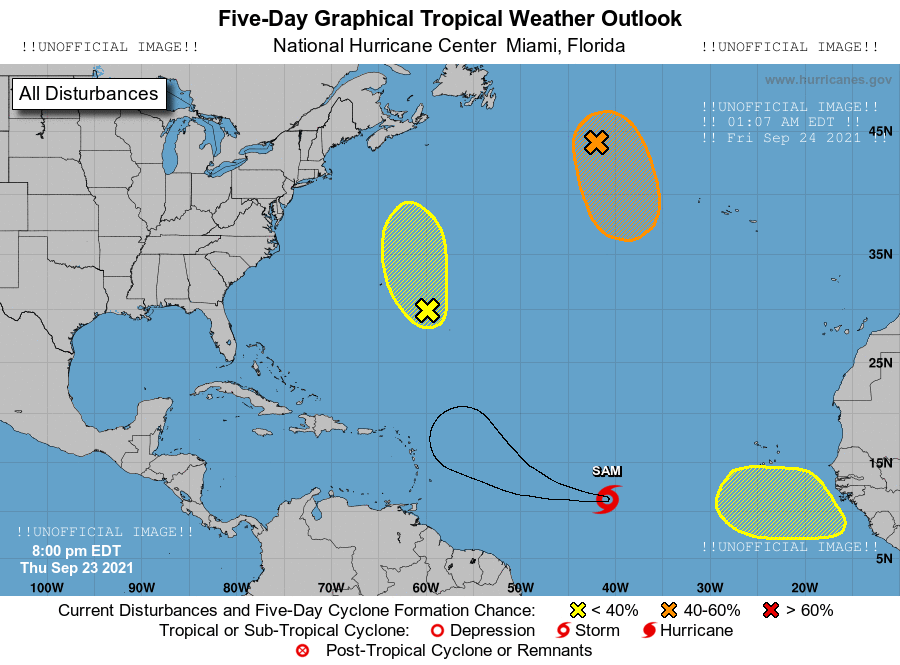 Five-Day Graphical Tropical Weather Outlook
!!UNOFFICIAL IMAGE!! National Hurricane Center Miami, Florida !!UNOFFICIAL IMAGE!!
www.hurricanes.gov
All Disturbances
!!UNOFFICIAL IMAGE!!
!! 01:07 AM EDT !!
!! Fri Sep 24 2021 !!
45N
35N
25N
15N
SAM
!!UNOFFICIAL IMAGE!!
!!UNOFFICIAL IMAGE!!
8:00 pm EDT
Thu Sep 23 2021
5N
100W 90W 80W 70W 60W 50W 40W 30W 20W
Current Disturbances and Five-Day Cyclone Formation Chance: < 40% 40-60% > 60%
Tropical or Sub-Tropical Cyclone: Depression Storm Hurricane
Post-Tropical Cyclone or Remnants